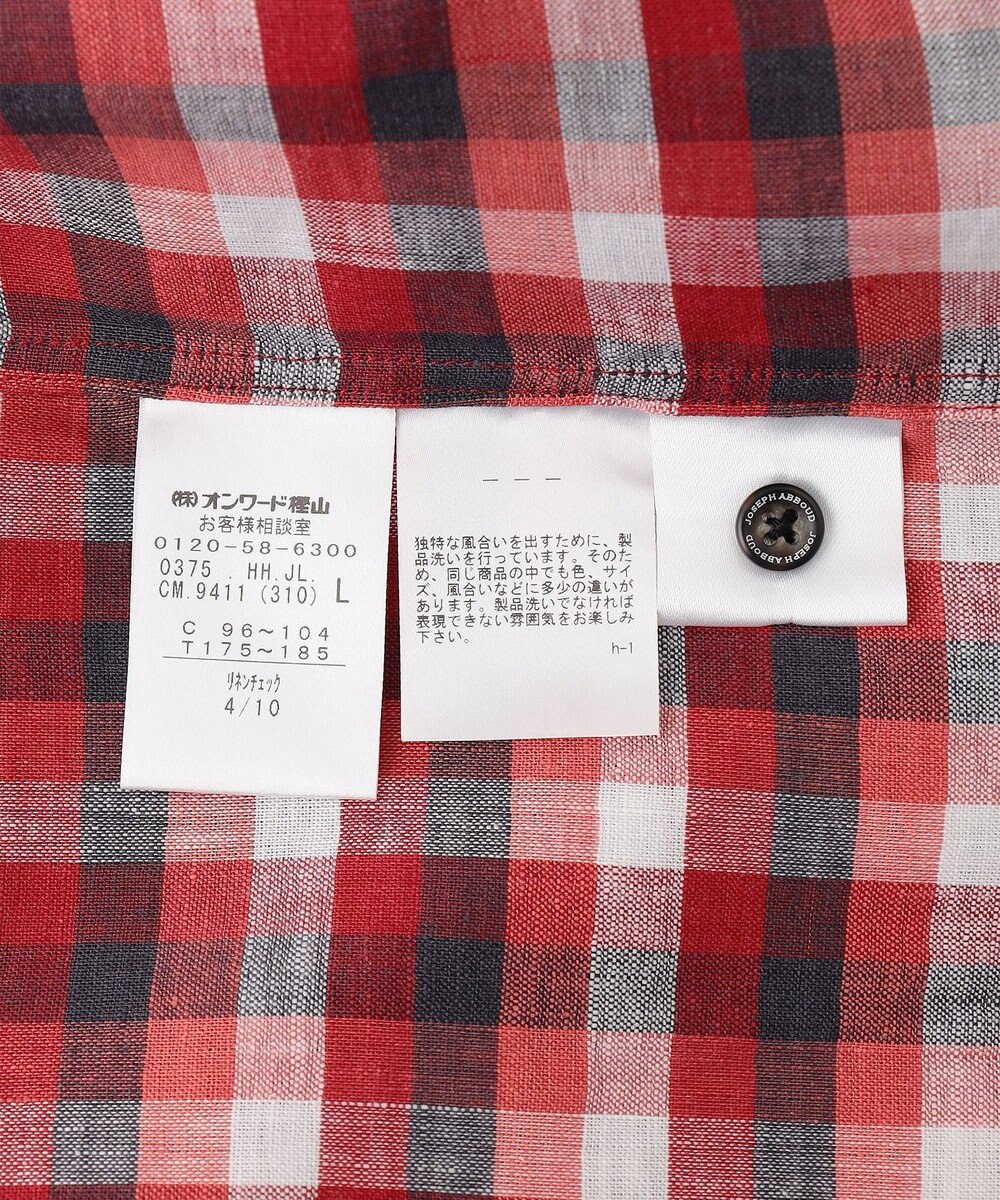 ㈱オンワード樫山
お客様相談室
0120-58-6300
0375 . HH.JL.
CM.9411 (310) L
C 96~104
T175~185
リネンチェック
4/10
― ― ―
独特な風合いを出すために、製
品洗いを行っています。そのた
め、同じ商品の中でも色、サイ
ズ、風合いなどに多少の違いが
あります。製品洗いでなければ
表現できない雰囲気をお楽しみ
下さい。
h-1
JOSEPH ABBOUD
JOSEPH ABBOUD